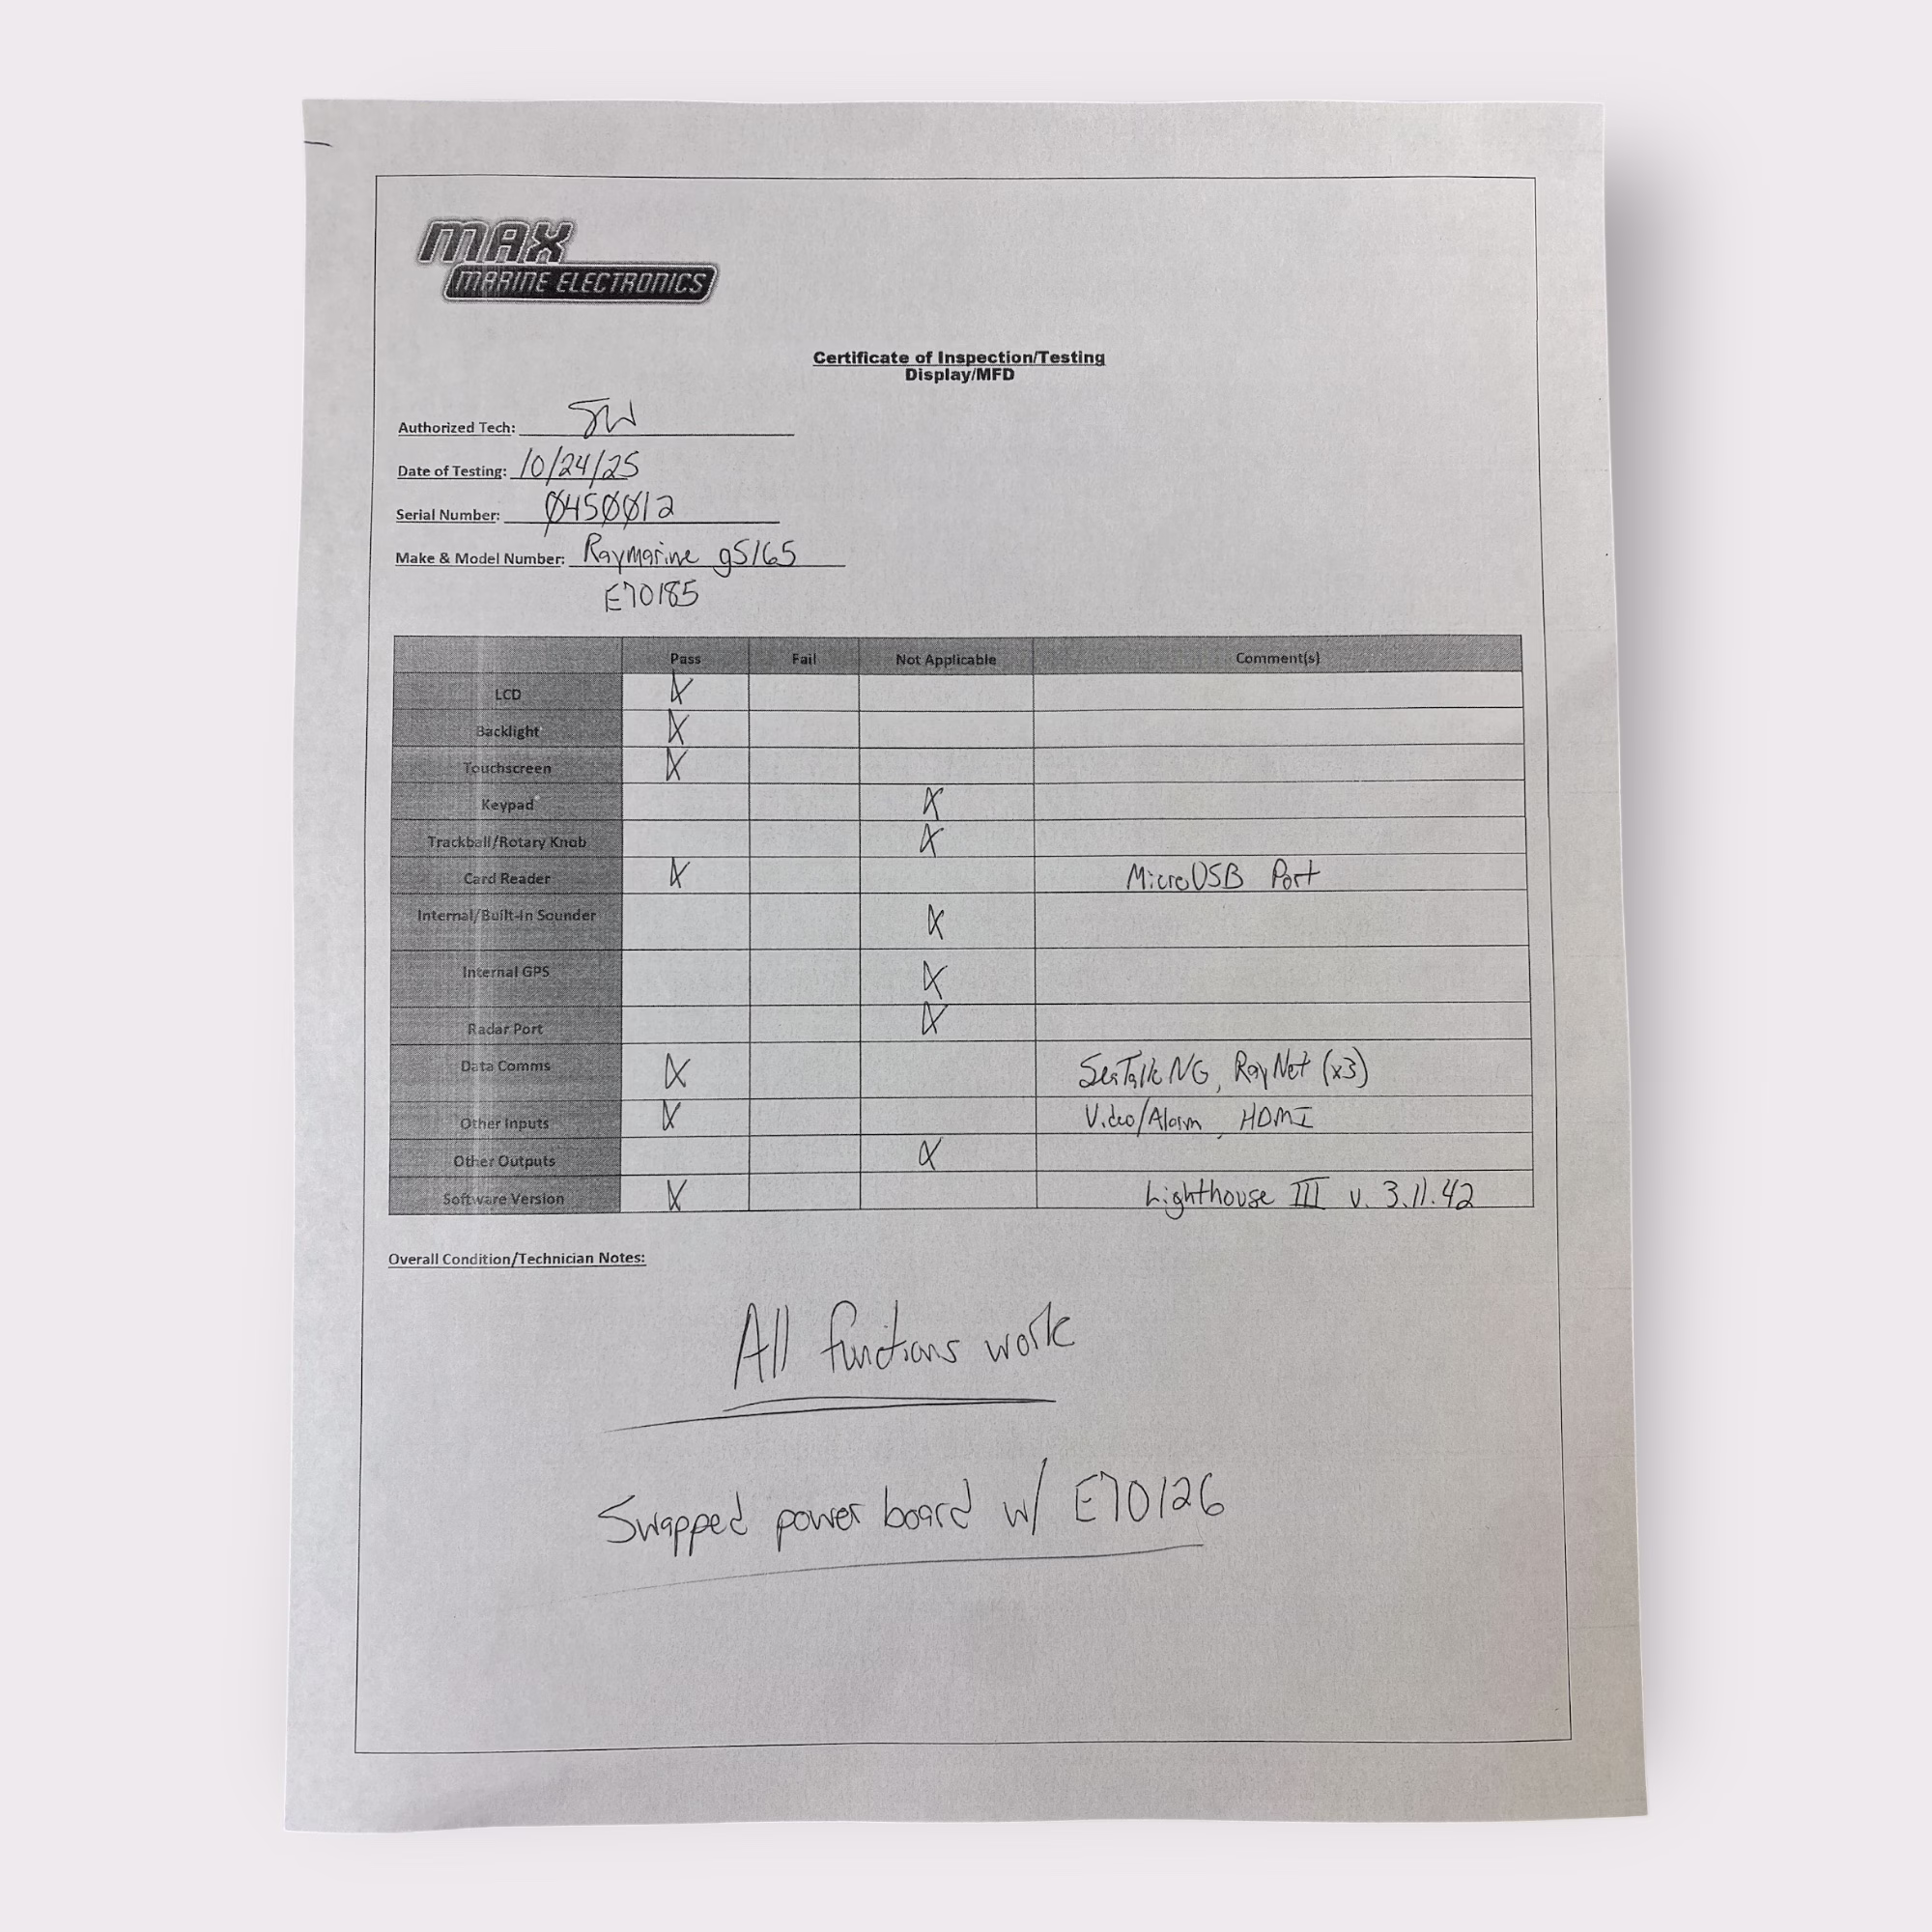 MAX
MARINE ELECTRONICS
Certificate of Inspection/Testing
Display/MFD
Authorized Tech: JW
Date of Testing: 10/24/25
Serial Number: 0450012
Make & Model Number: Raymarine gS165
E70185
Pass Fail Not Applicable Comment(s)
LCD X
Backlight X
Touchscreen X
Keypad X
Trackball/Rotary Knob X
Card Reader X MicroUSB Port
Internal/Built-In Sounder X
Internal GPS X
Radar Port X
Data Comms X SeaTalk NG, RayNet (x3)
Other Inputs X Video/Alarm, HDMI
Other Outputs X
Software Version X Lighthouse III v. 3.11.42
Overall Condition/Technician Notes:
All functions work
Swapped power board w/ E70126